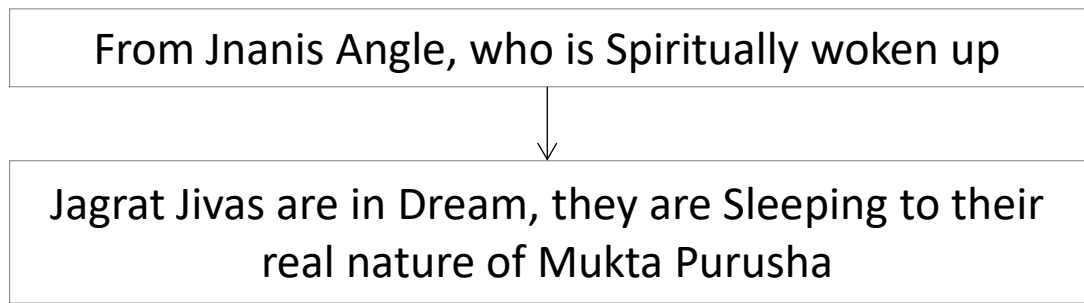 From Jnanis Angle, who is Spiritually woken up
Jagrat Jivas are in Dream, they are Sleeping to their
real nature of Mukta Purusha